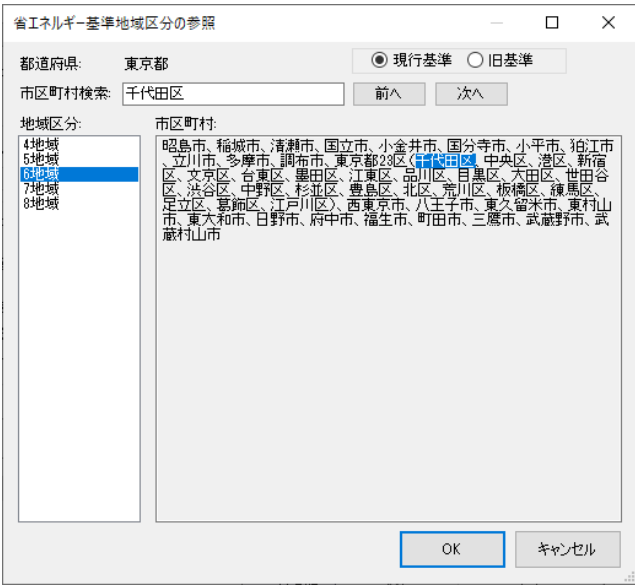 省エネルギー基準地域区分の参照
都道府県: 東京都
現行基準 旧基準
市区町村検索: 千代田区 前へ 次へ
地域区分: 市区町村:
4地域
5地域
6地域
7地域
8地域
昭島市、稲城市、清瀬市、国立市、小金井市、国分寺市、小平市、狛江市
、立川市、多摩市、調布市、東京都23区(千代田区、中央区、港区、新宿
区、文京区、台東区、墨田区、江東区、品川区、目黒区、大田区、世田谷
区、渋谷区、中野区、杉並区、豊島区、北区、荒川区、板橋区、練馬区、
足立区、葛飾区、江戸川区)、西東京市、八王子市、東久留米市、東村山
市、東大和市、日野市、府中市、福生市、町田市、三鷹市、武蔵野市、武
蔵村山市
OK キャンセル